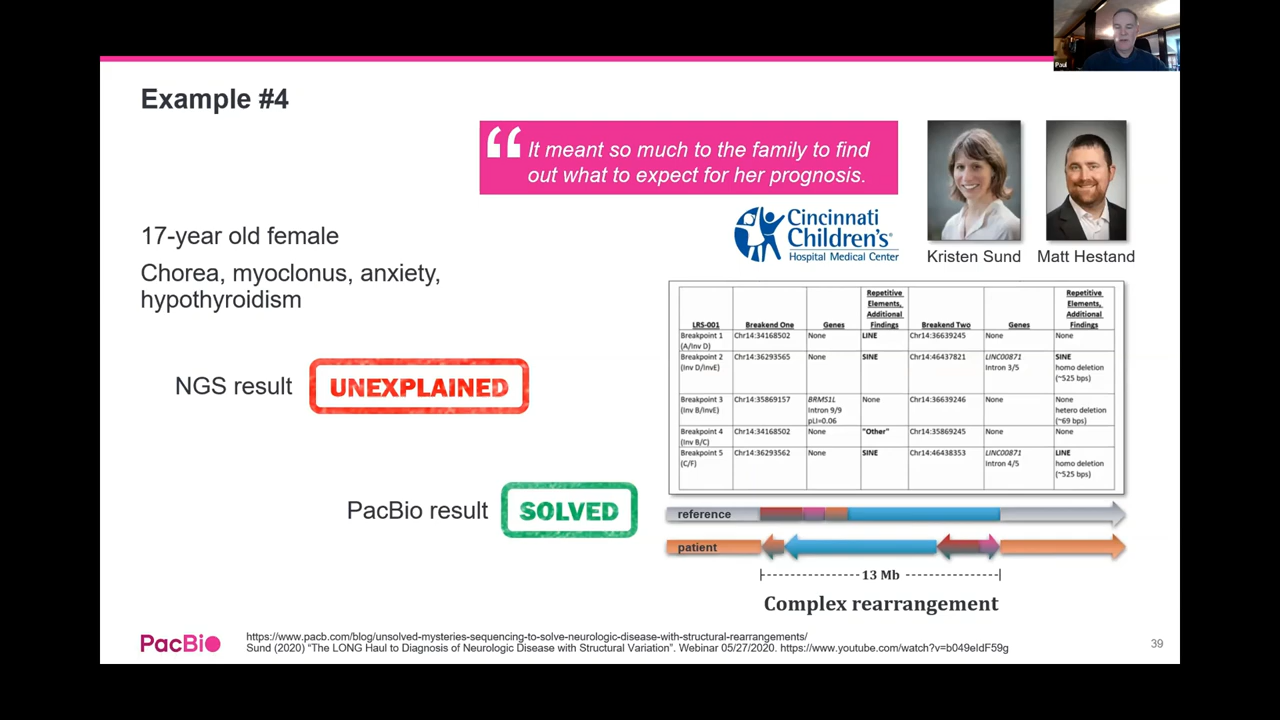 Paul
Example #4
“ It meant so much to the family to find
out what to expect for her prognosis.
Cincinnati
Children's®
Hospital Medical Center
Kristen Sund
Matt Hestand
17-year old female
Chorea, myoclonus, anxiety,
hypothyroidism
NGS result UNEXPLAINED
PacBio result SOLVED
LRS-001 Breakend One Genes Repetitive Elements, Additional Findings Breakend Two Genes Repetitive Elements, Additional Findings
Breakpoint 1 (A/Inv D) Chr14:34168502 None LINE Chr14:36639245 None None
Breakpoint 2 (Inv D/InvE) Chr14:36293565 None SINE Chr14:46437821 LINC00871 Intron 3/5 SINE homo deletion (~525 bps)
Breakpoint 3 (Inv B/InvE) Chr14:35869157 BRMS1L Intron 9/9 pLI=0.06 None Chr14:36639246 None None hetero deletion (~69 bps)
Breakpoint 4 (Inv B/C) Chr14:34168502 None "Other" Chr14:35869245 None None
Breakpoint 5 (C/F) Chr14:36293562 None SINE Chr14:46438353 LINC00871 Intron 4/5 LINE homo deletion (~525 bps)
reference
patient
13 Mb
Complex rearrangement
PacBio
https://www.pacb.com/blog/unsolved-mysteries-sequencing-to-solve-neurologic-disease-with-structural-rearrangements/
Sund (2020) “The LONG Haul to Diagnosis of Neurologic Disease with Structural Variation”. Webinar 05/27/2020. https://www.youtube.com/watch?v=b049eIdF59g
39